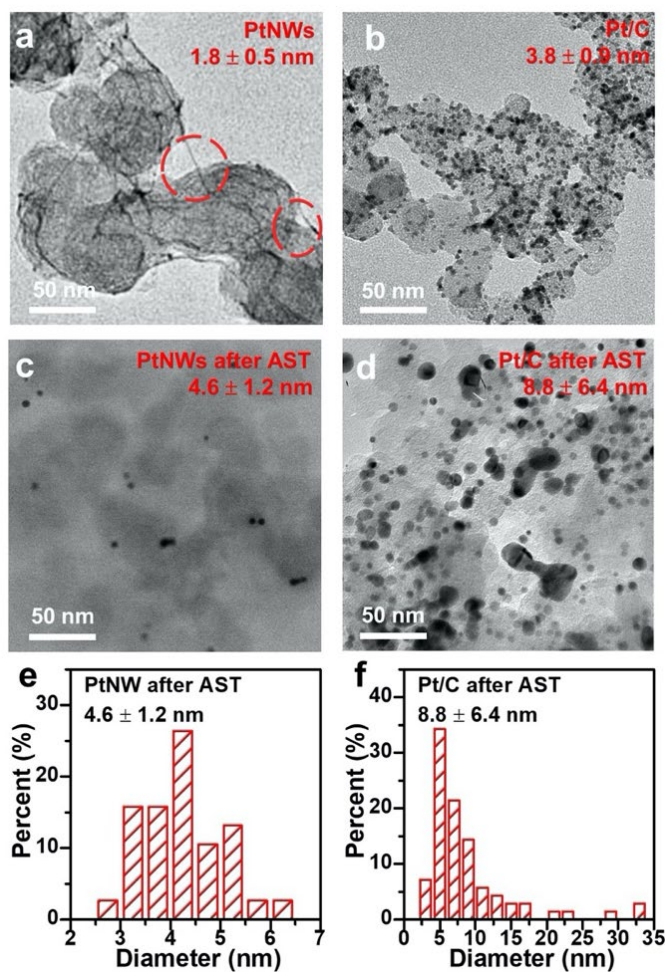 a
PtNWs
1.8 ± 0.5 nm
50 nm
b
Pt/C
3.8 ± 0.9 nm
50 nm
c
PtNWs after AST
4.6 ± 1.2 nm
50 nm
d
Pt/C after AST
8.8 ± 6.4 nm
50 nm
e
PtNW after AST
4.6 ± 1.2 nm
Percent (%)
30
15
0
2 3 4 5 6 7
Diameter (nm)
f
Pt/C after AST
8.8 ± 6.4 nm
Percent (%)
40
30
20
10
0
0 5 10 15 20 25 30 35
Diameter (nm)